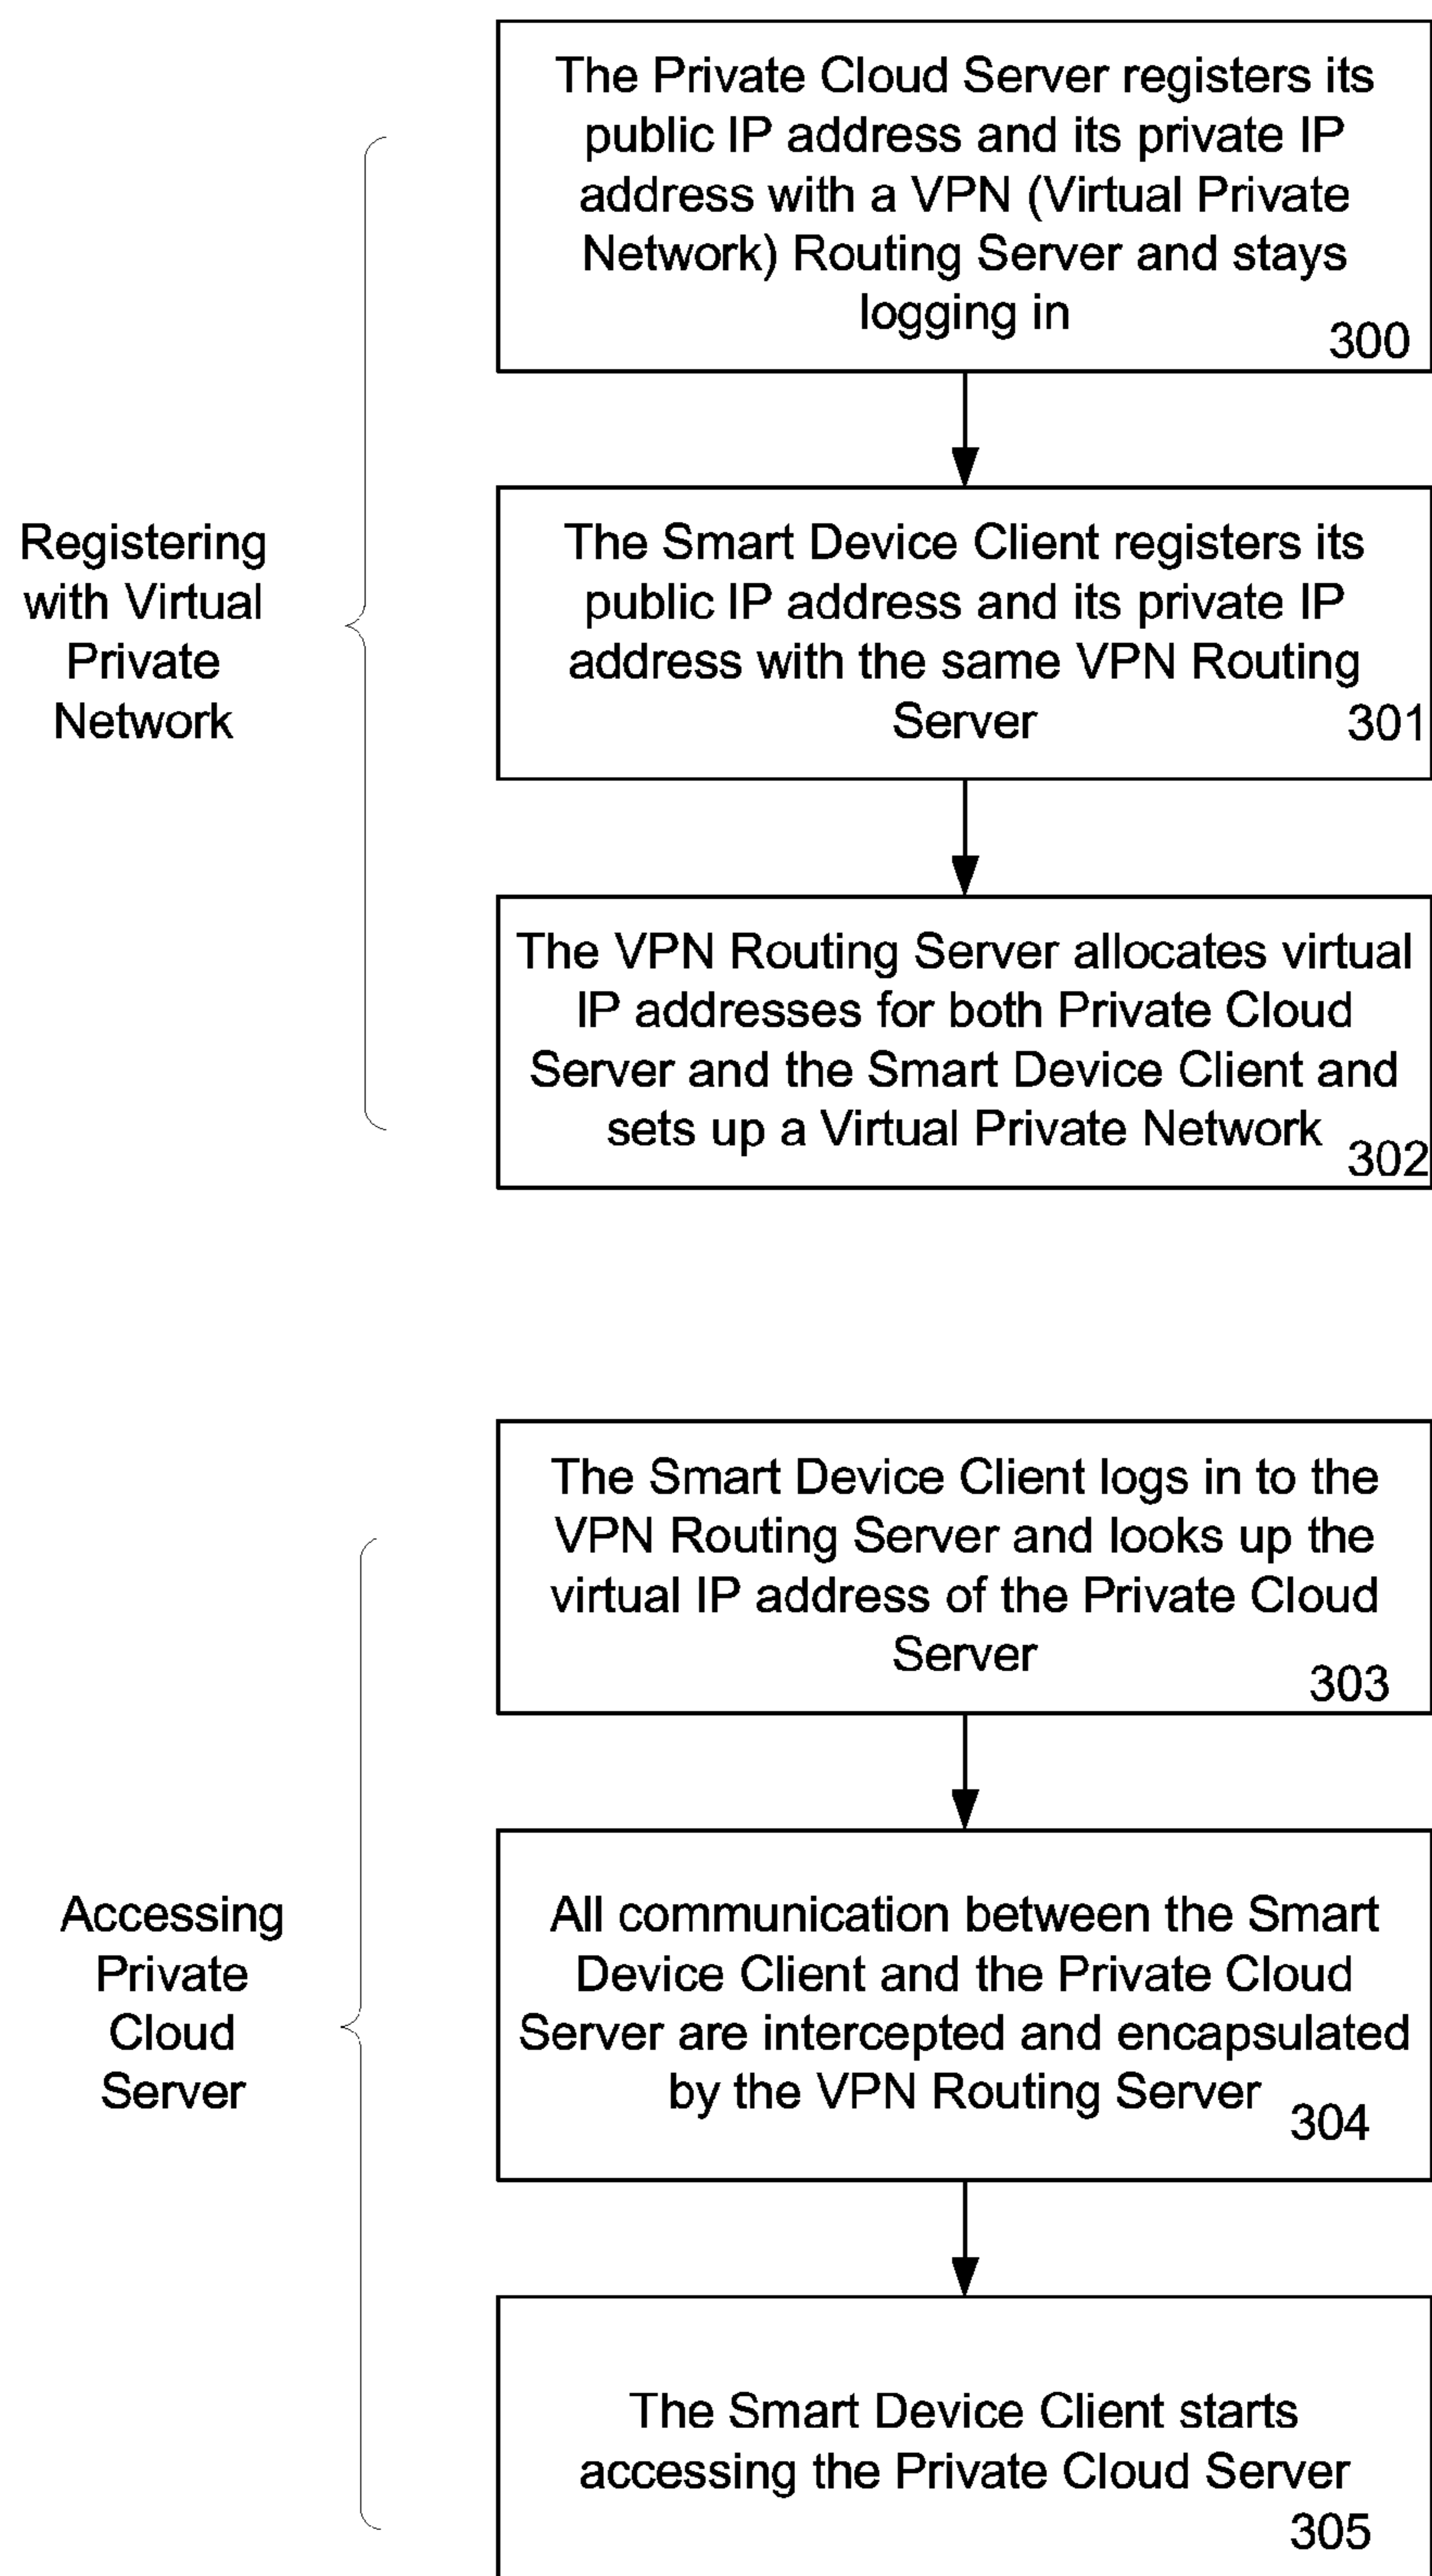 The Private Cloud Server registers its
public IP address and its private IP
address with a VPN (Virtual Private
Network) Routing Server and stays
logging in
300
Registering
with Virtual
Private
Network
The Smart Device Client registers its
public IP address and its private IP
address with the same VPN Routing
Server
301
The VPN Routing Server allocates virtual
IP addresses for both Private Cloud
Server and the Smart Device Client and
sets up a Virtual Private Network
302
The Smart Device Client logs in to the
VPN Routing Server and looks up the
virtual IP address of the Private Cloud
Server
303
Accessing
Private
Cloud
Server
All communication between the Smart
Device Client and the Private Cloud
Server are intercepted and encapsulated
by the VPN Routing Server
304
The Smart Device Client starts
accessing the Private Cloud Server
305